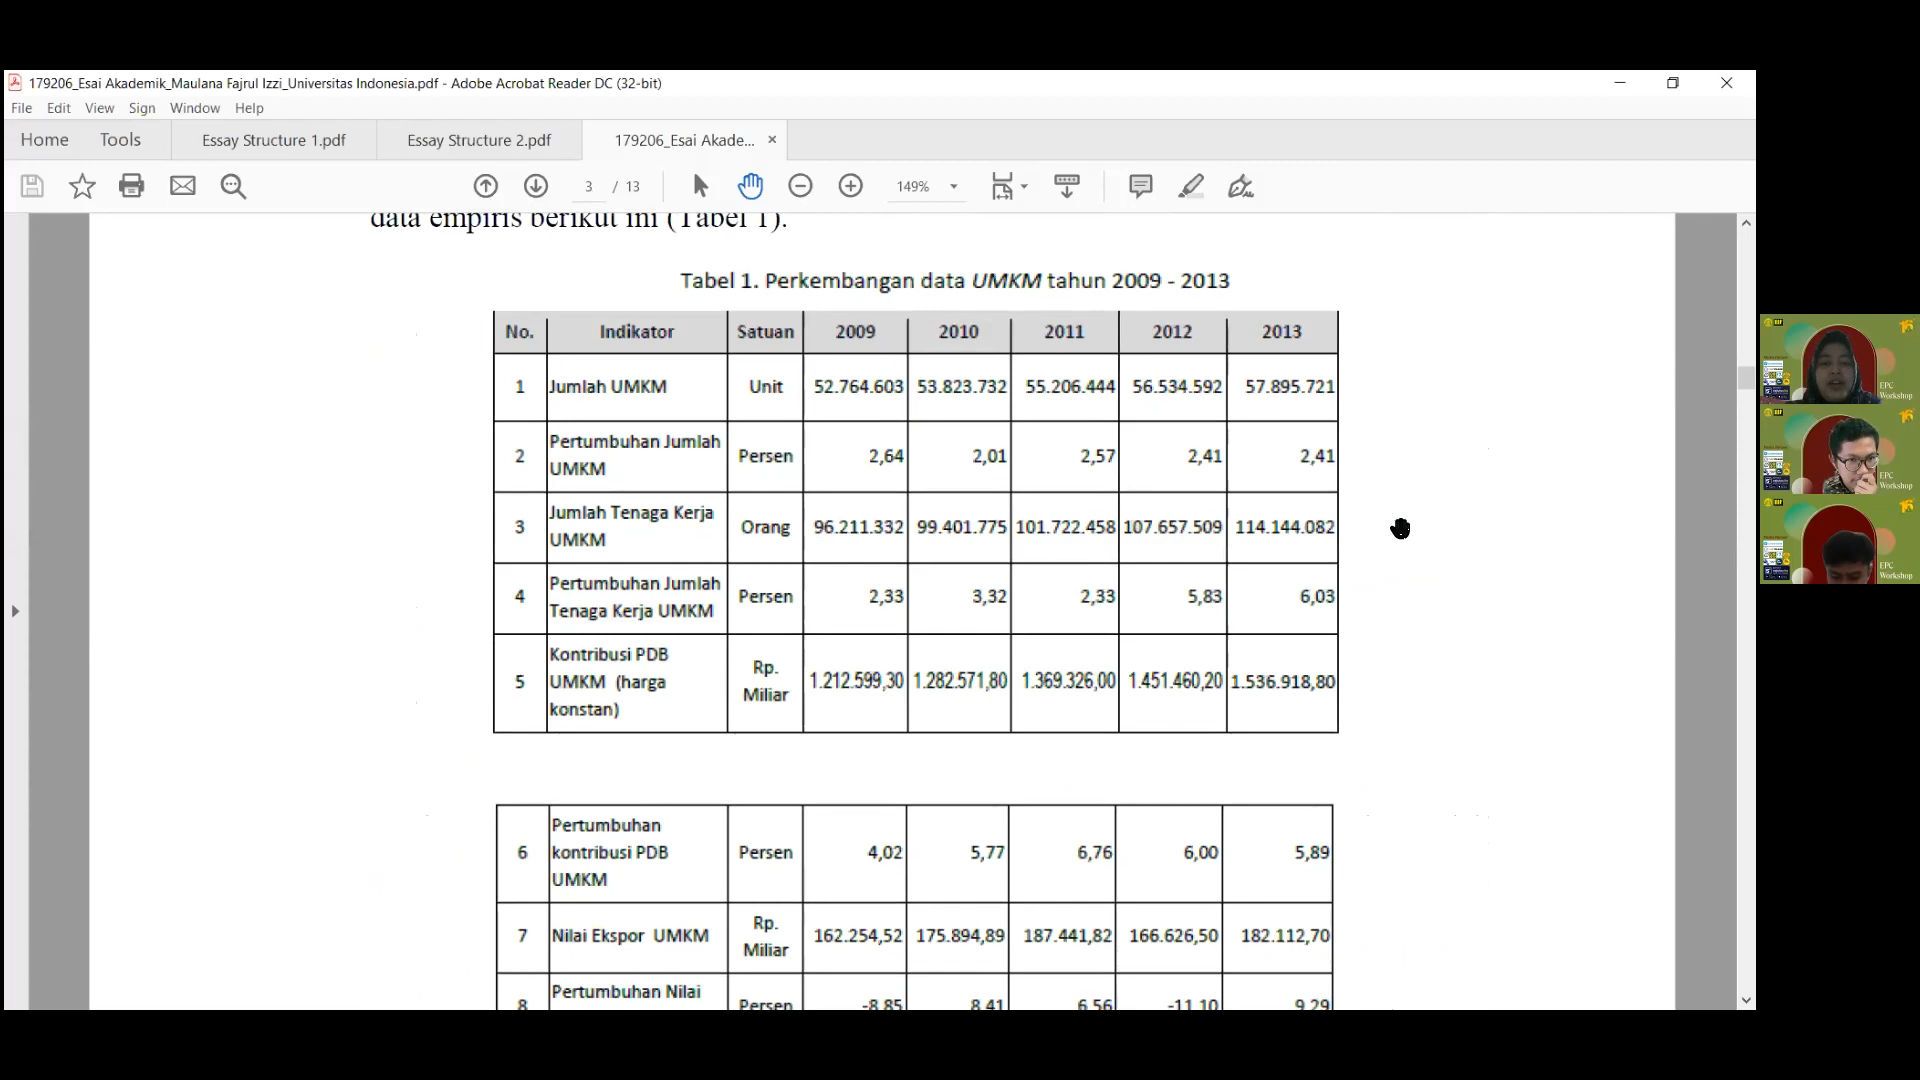 179206_Esai Akademik_Maulana Fajrul Izzi_Universitas Indonesia.pdf - Adobe Acrobat Reader DC (32-bit)
File Edit View Sign Window Help
Home Tools Essay Structure 1.pdf Essay Structure 2.pdf 179206_Esai Akade... ×
3 / 13 149%
data empiris berikut ini (Tabel 1).
Tabel 1. Perkembangan data UMKM tahun 2009 - 2013
No. Indikator Satuan 2009 2010 2011 2012 2013
1 Jumlah UMKM Unit 52.764.603 53.823.732 55.206.444 56.534.592 57.895.721
2 Pertumbuhan Jumlah UMKM Persen 2,64 2,01 2,57 2,41 2,41
3 Jumlah Tenaga Kerja UMKM Orang 96.211.332 99.401.775 101.722.458 107.657.509 114.144.082
4 Pertumbuhan Jumlah Tenaga Kerja UMKM Persen 2,33 3,32 2,33 5,83 6,03
5 Kontribusi PDB UMKM (harga konstan) Rp. Miliar 1.212.599,30 1.282.571,80 1.369.326,00 1.451.460,20 1.536.918,80
6 Pertumbuhan kontribusi PDB UMKM Persen 4,02 5,77 6,76 6,00 5,89
7 Nilai Ekspor UMKM Rp. Miliar 162.254,52 175.894,89 187.441,82 166.626,50 182.112,70
8 Pertumbuhan Nilai Persen -8,85 8,41 6,56 -11,10 9,29
EPC
Workshop
EPC
Workshop
EPC
Workshop